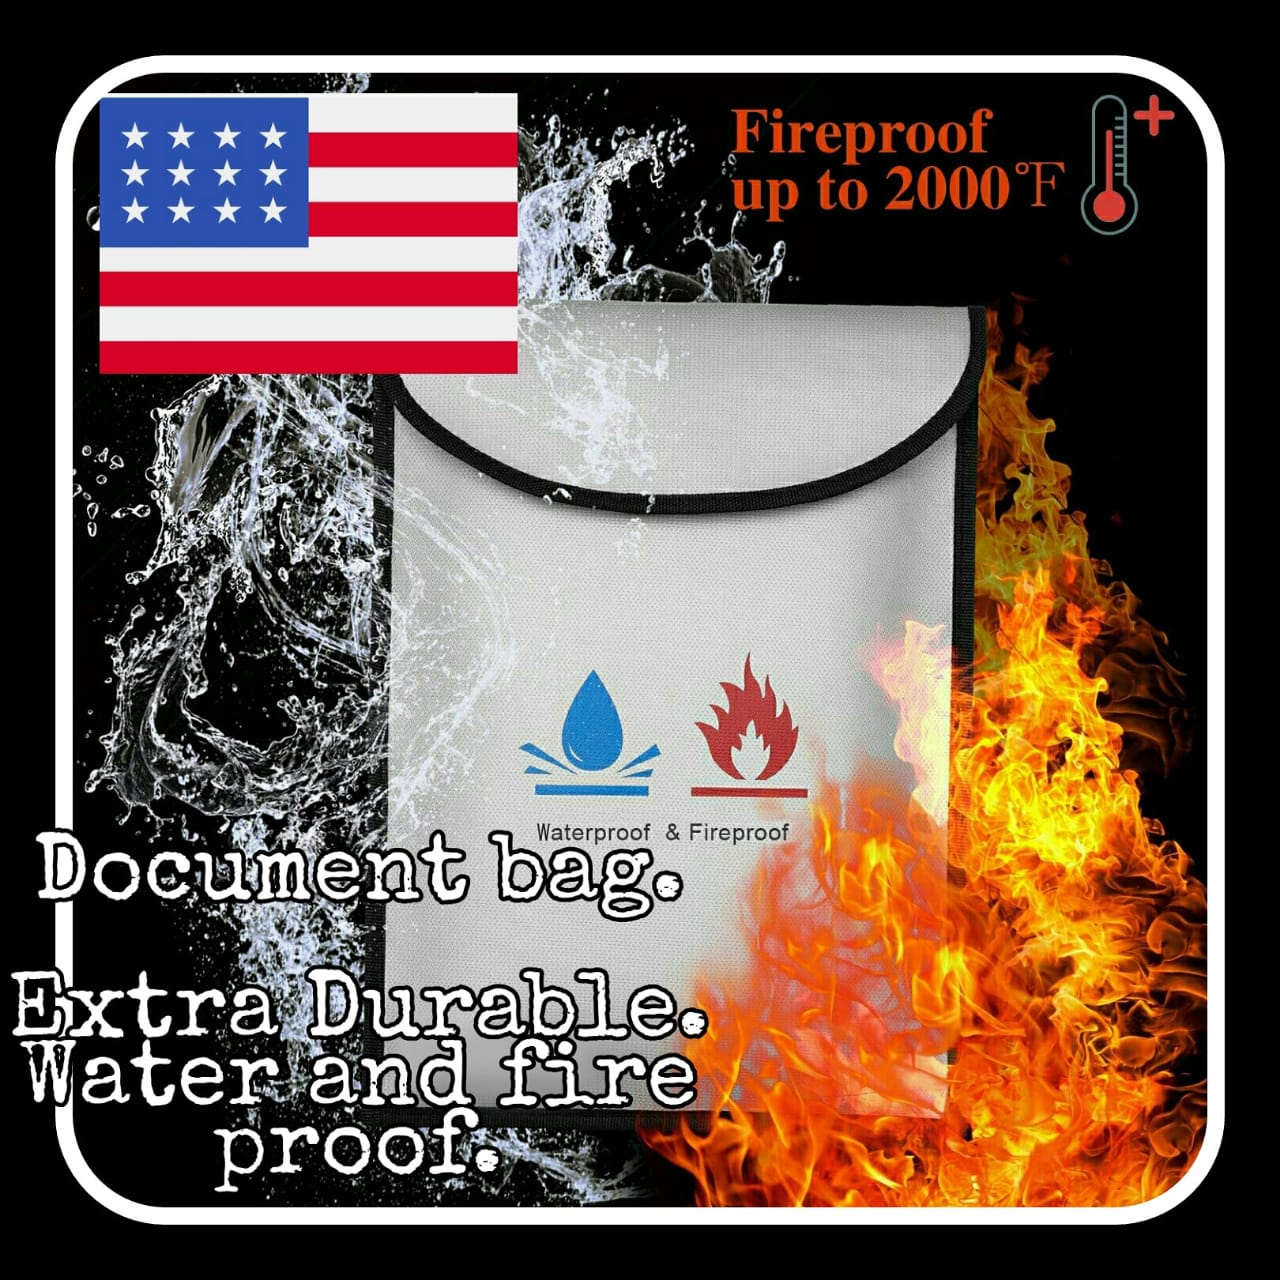 Fireproof
up to 2000°F
Waterproof & Fireproof
Document bag.
Extra Durable.
Water and fire
proof.